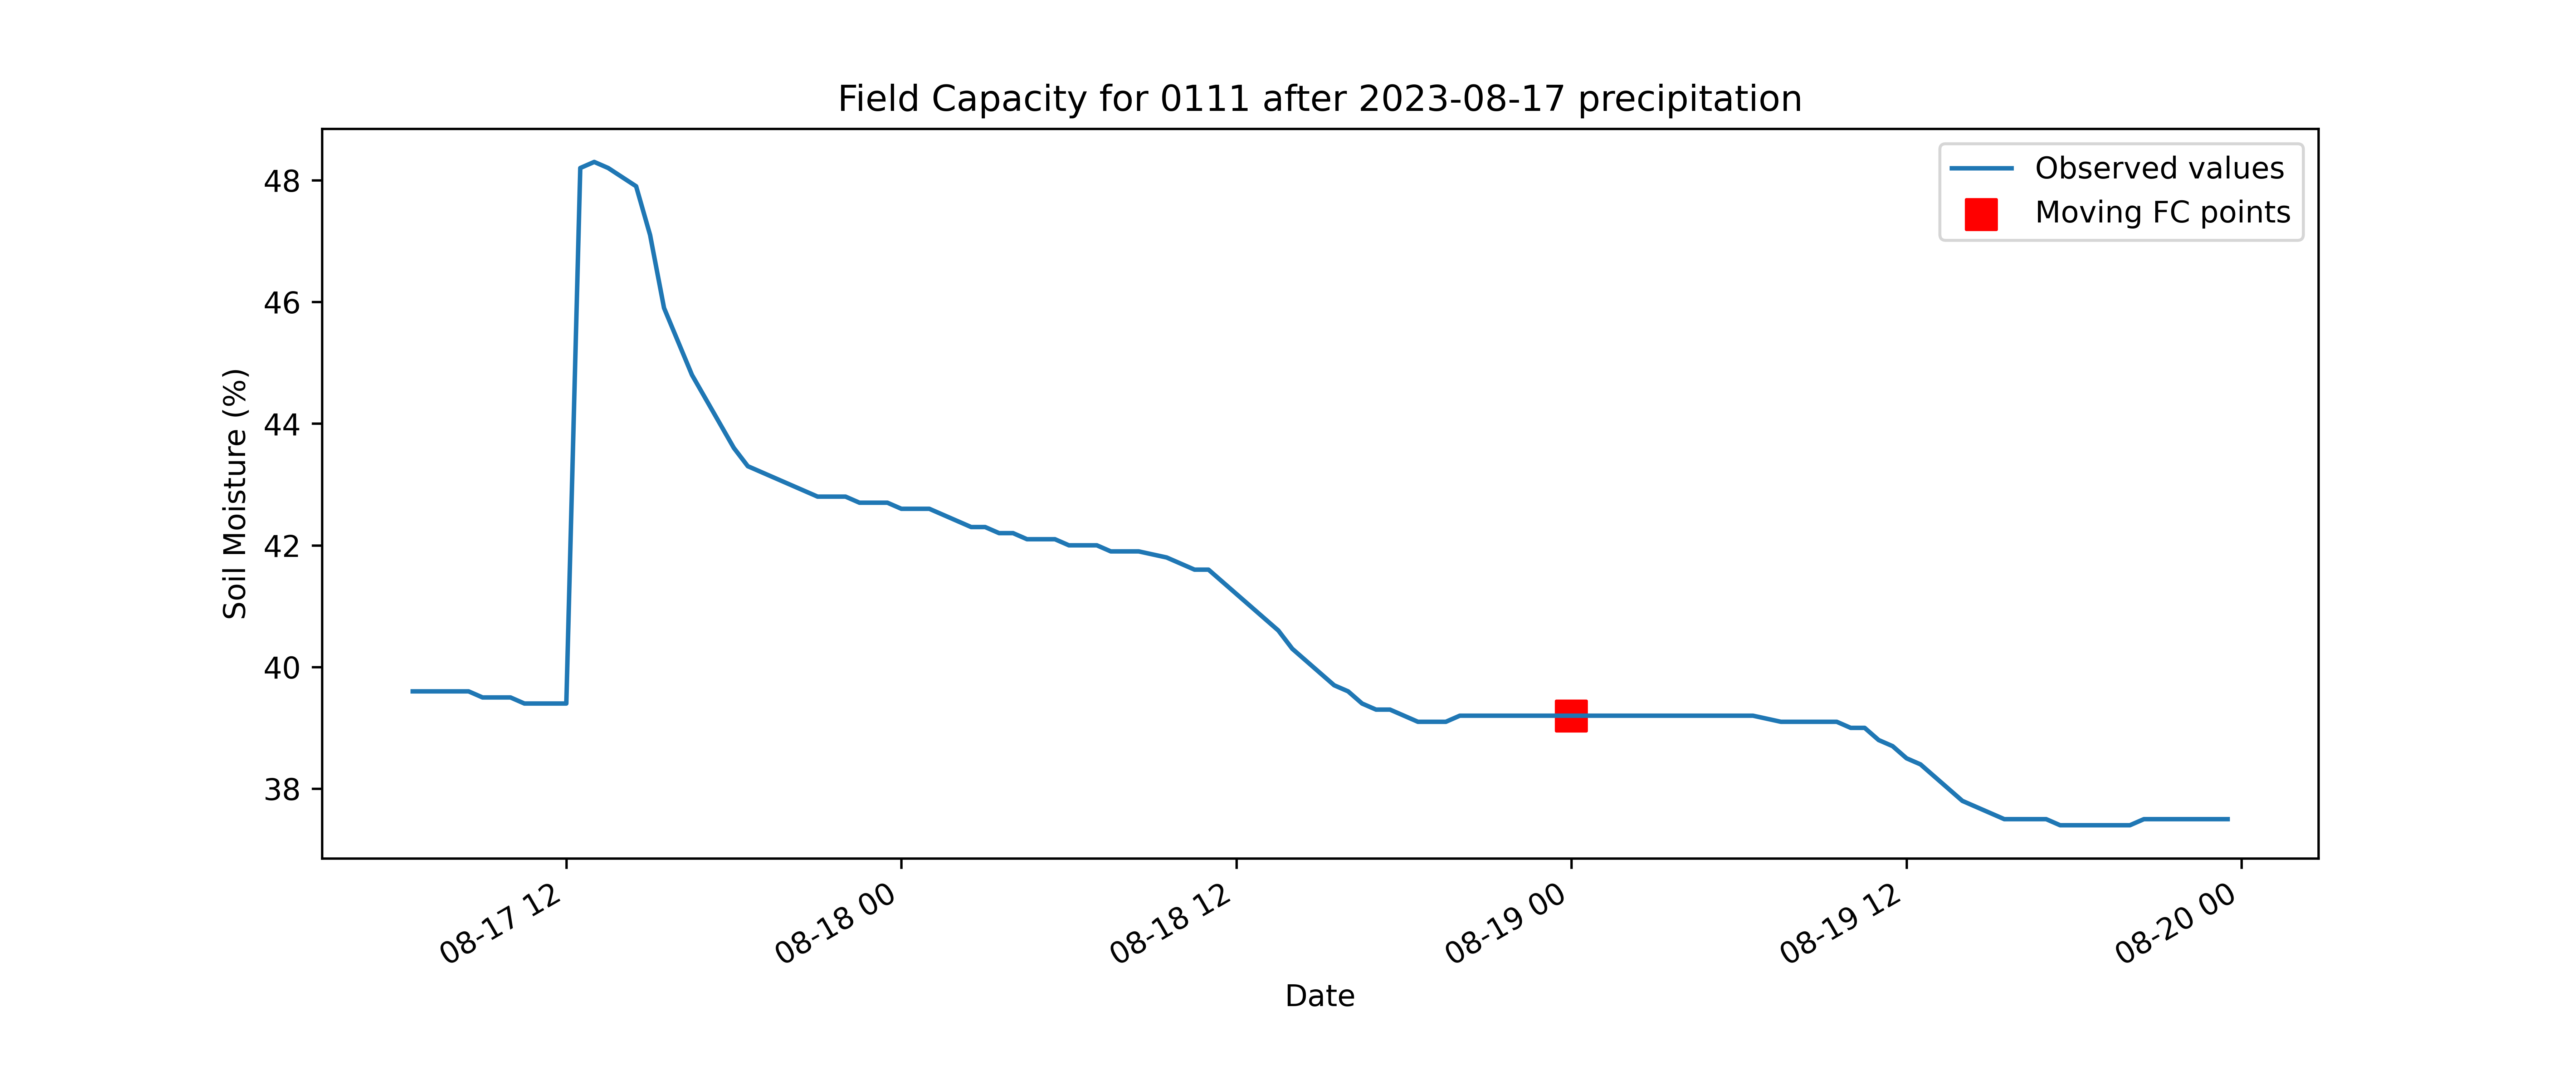 Field Capacity for 0111 after 2023-08-17 precipitation
Observed values
Moving FC points
Soil Moisture (%)
48
46
44
42
40
38
08-17 12
08-18 00
08-18 12
08-19 00
08-19 12
08-20 00
Date